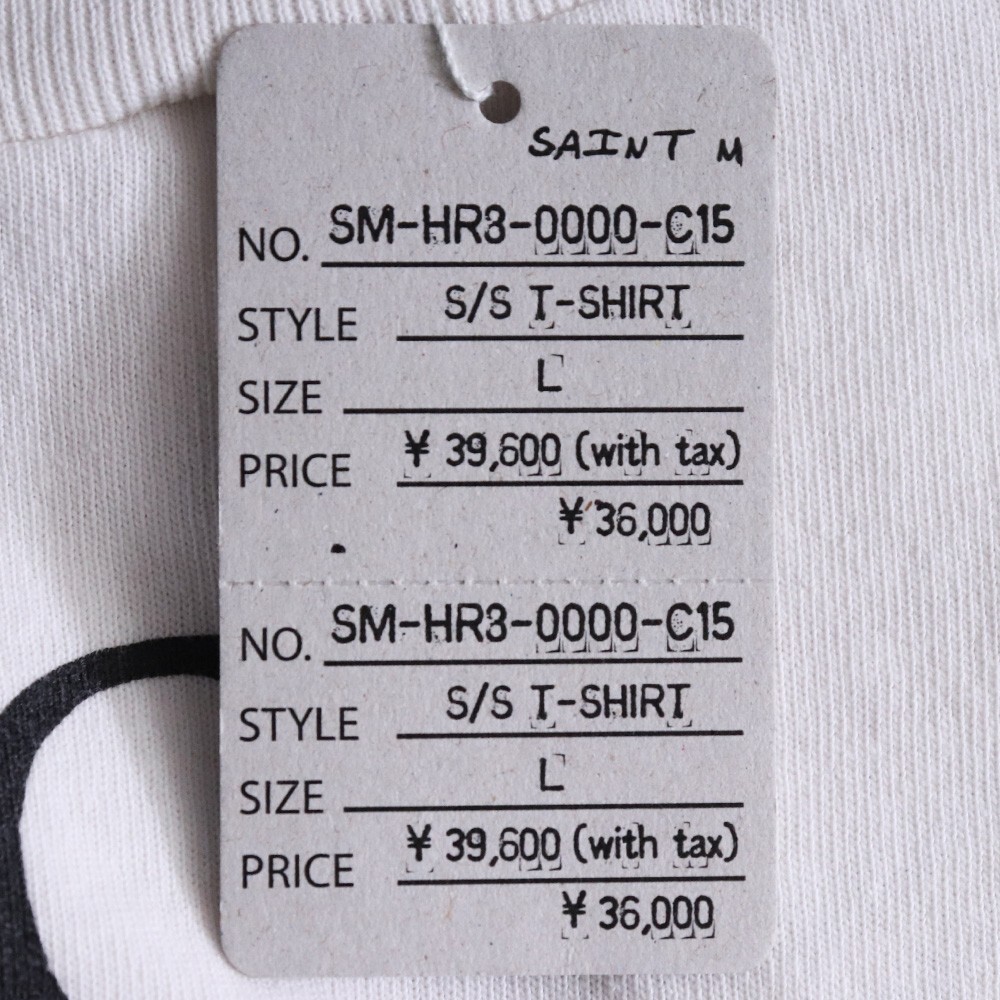 SAINT M
NO. SM-HR3-0000-C15
STYLE S/S T-SHIRT
SIZE L
PRICE ¥ 39,600 (with tax)
¥ 36,000
NO. SM-HR3-0000-C15
STYLE S/S T-SHIRT
SIZE L
PRICE ¥ 39,600 (with tax)
¥ 36,000